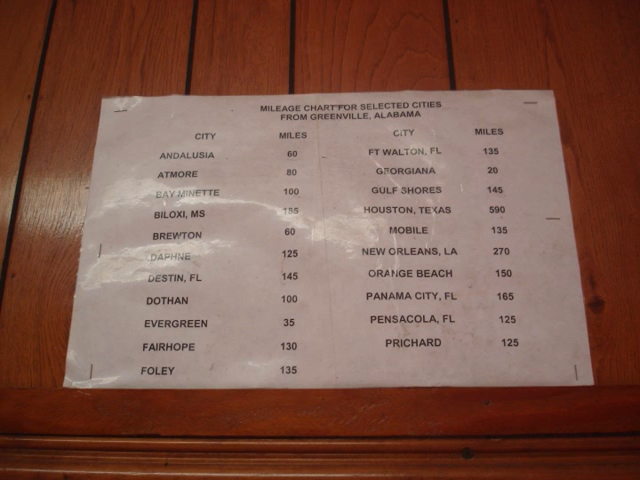 MILEAGE CHART FOR SELECTED CITIES
FROM GREENVILLE, ALABAMA
CITY MILES
ANDALUSIA 60
ATMORE 80
BAY MINETTE 100
BILOXI, MS 185
BREWTON 60
DAPHNE 125
DESTIN, FL 145
DOTHAN 100
EVERGREEN 35
FAIRHOPE 130
FOLEY 135
CITY MILES
FT WALTON, FL 135
GEORGIANA 20
GULF SHORES 145
HOUSTON, TEXAS 590
MOBILE 135
NEW ORLEANS, LA 270
ORANGE BEACH 150
PANAMA CITY, FL 165
PENSACOLA, FL 125
PRICHARD 125